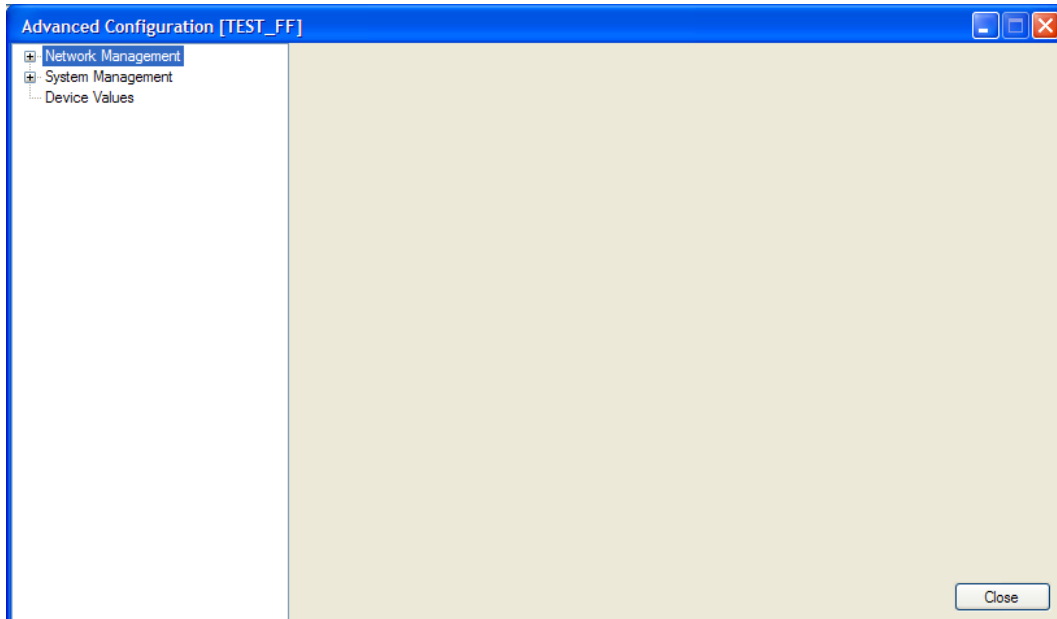 Advanced Configuration [TEST_FF]
Network Management
System Management
Device Values
Close